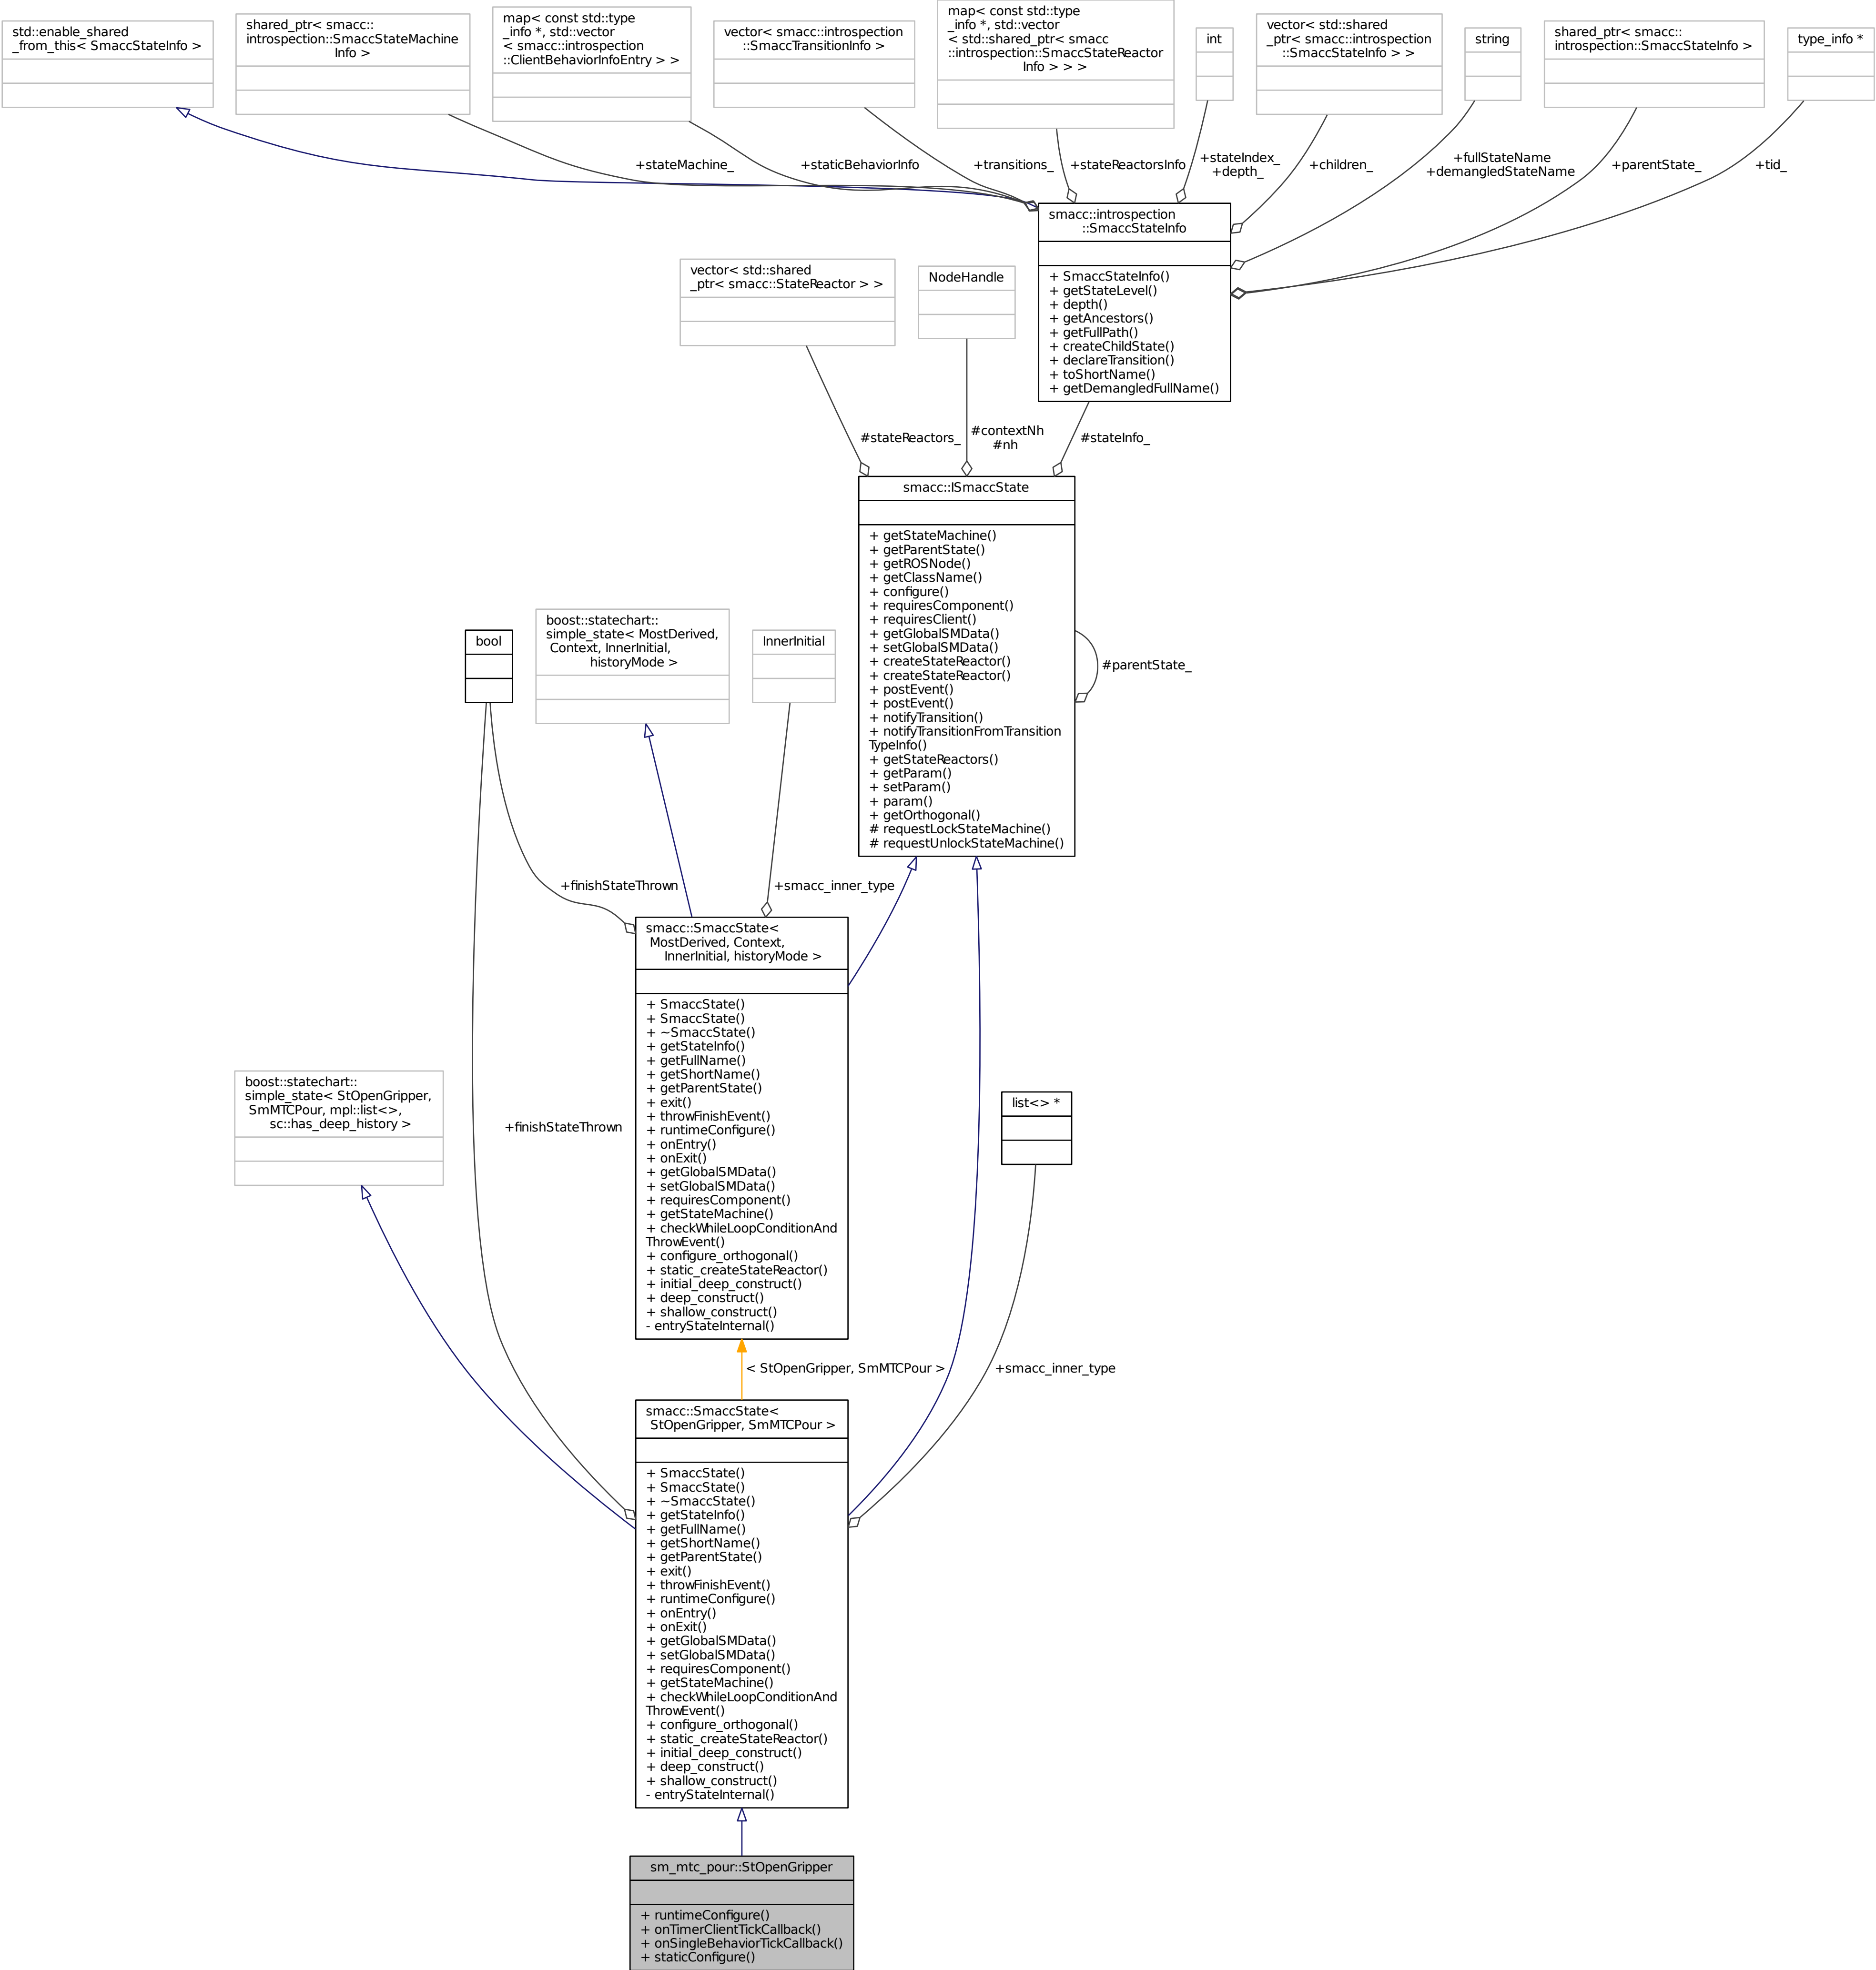 std::enable_shared
_from_this< SmaccStateInfo >
shared_ptr< smacc::
introspection::SmaccStateMachine
Info >
map< const std::type
_info *, std::vector
< smacc::introspection
::ClientBehaviorInfoEntry > >
vector< smacc::introspection
::SmaccTransitionInfo >
map< const std::type
_info *, std::vector
< std::shared_ptr< smacc
::introspection::SmaccStateReactor
Info > > >
int
vector< std::shared
_ptr< smacc::introspection
::SmaccStateInfo > >
string
shared_ptr< smacc::
introspection::SmaccStateInfo >
type_info *
+stateMachine_
+staticBehaviorInfo
+transitions_
+stateReactorsInfo
+stateIndex_
+depth_
+children_
+fullStateName
+demangledStateName
+parentState_
+tid_
smacc::introspection
::SmaccStateInfo
+ SmaccStateInfo()
+ getStateLevel()
+ depth()
+ getAncestors()
+ getFullPath()
+ createChildState()
+ declareTransition()
+ toShortName()
+ getDemangledFullName()
vector< std::shared
_ptr< smacc::StateReactor > >
NodeHandle
#stateReactors_
#contextNh
#nh
#stateInfo_
smacc::ISmaccState
+ getStateMachine()
+ getParentState()
+ getROSNode()
+ getClassName()
+ configure()
+ requiresComponent()
+ requiresClient()
+ getGlobalSMData()
+ setGlobalSMData()
+ createStateReactor()
+ createStateReactor()
+ postEvent()
+ postEvent()
+ notifyTransition()
+ notifyTransitionFromTransition
TypeInfo()
+ getStateReactors()
+ getParam()
+ setParam()
+ param()
+ getOrthogonal()
# requestLockStateMachine()
# requestUnlockStateMachine()
#parentState_
bool
boost::statechart::
simple_state< MostDerived,
Context, InnerInitial,
historyMode >
InnerInitial
+finishStateThrown
+smacc_inner_type
smacc::SmaccState<
MostDerived, Context,
InnerInitial, historyMode >
+ SmaccState()
+ SmaccState()
+ ~SmaccState()
+ getStateInfo()
+ getFullName()
+ getShortName()
+ getParentState()
+ exit()
+ throwFinishEvent()
+ runtimeConfigure()
+ onEntry()
+ onExit()
+ getGlobalSMData()
+ setGlobalSMData()
+ requiresComponent()
+ getStateMachine()
+ checkWhileLoopConditionAnd
ThrowEvent()
+ configure_orthogonal()
+ static_createStateReactor()
+ initial_deep_construct()
+ deep_construct()
+ shallow_construct()
- entryStateInternal()
boost::statechart::
simple_state< StOpenGripper,
SmMTCPour, mpl::list<>,
sc::has_deep_history >
+finishStateThrown
list<> *
< StOpenGripper, SmMTCPour >
+smacc_inner_type
smacc::SmaccState<
StOpenGripper, SmMTCPour >
+ SmaccState()
+ SmaccState()
+ ~SmaccState()
+ getStateInfo()
+ getFullName()
+ getShortName()
+ getParentState()
+ exit()
+ throwFinishEvent()
+ runtimeConfigure()
+ onEntry()
+ onExit()
+ getGlobalSMData()
+ setGlobalSMData()
+ requiresComponent()
+ getStateMachine()
+ checkWhileLoopConditionAnd
ThrowEvent()
+ configure_orthogonal()
+ static_createStateReactor()
+ initial_deep_construct()
+ deep_construct()
+ shallow_construct()
- entryStateInternal()
sm_mtc_pour::StOpenGripper
+ runtimeConfigure()
+ onTimerClientTickCallback()
+ onSingleBehaviorTickCallback()
+ staticConfigure()